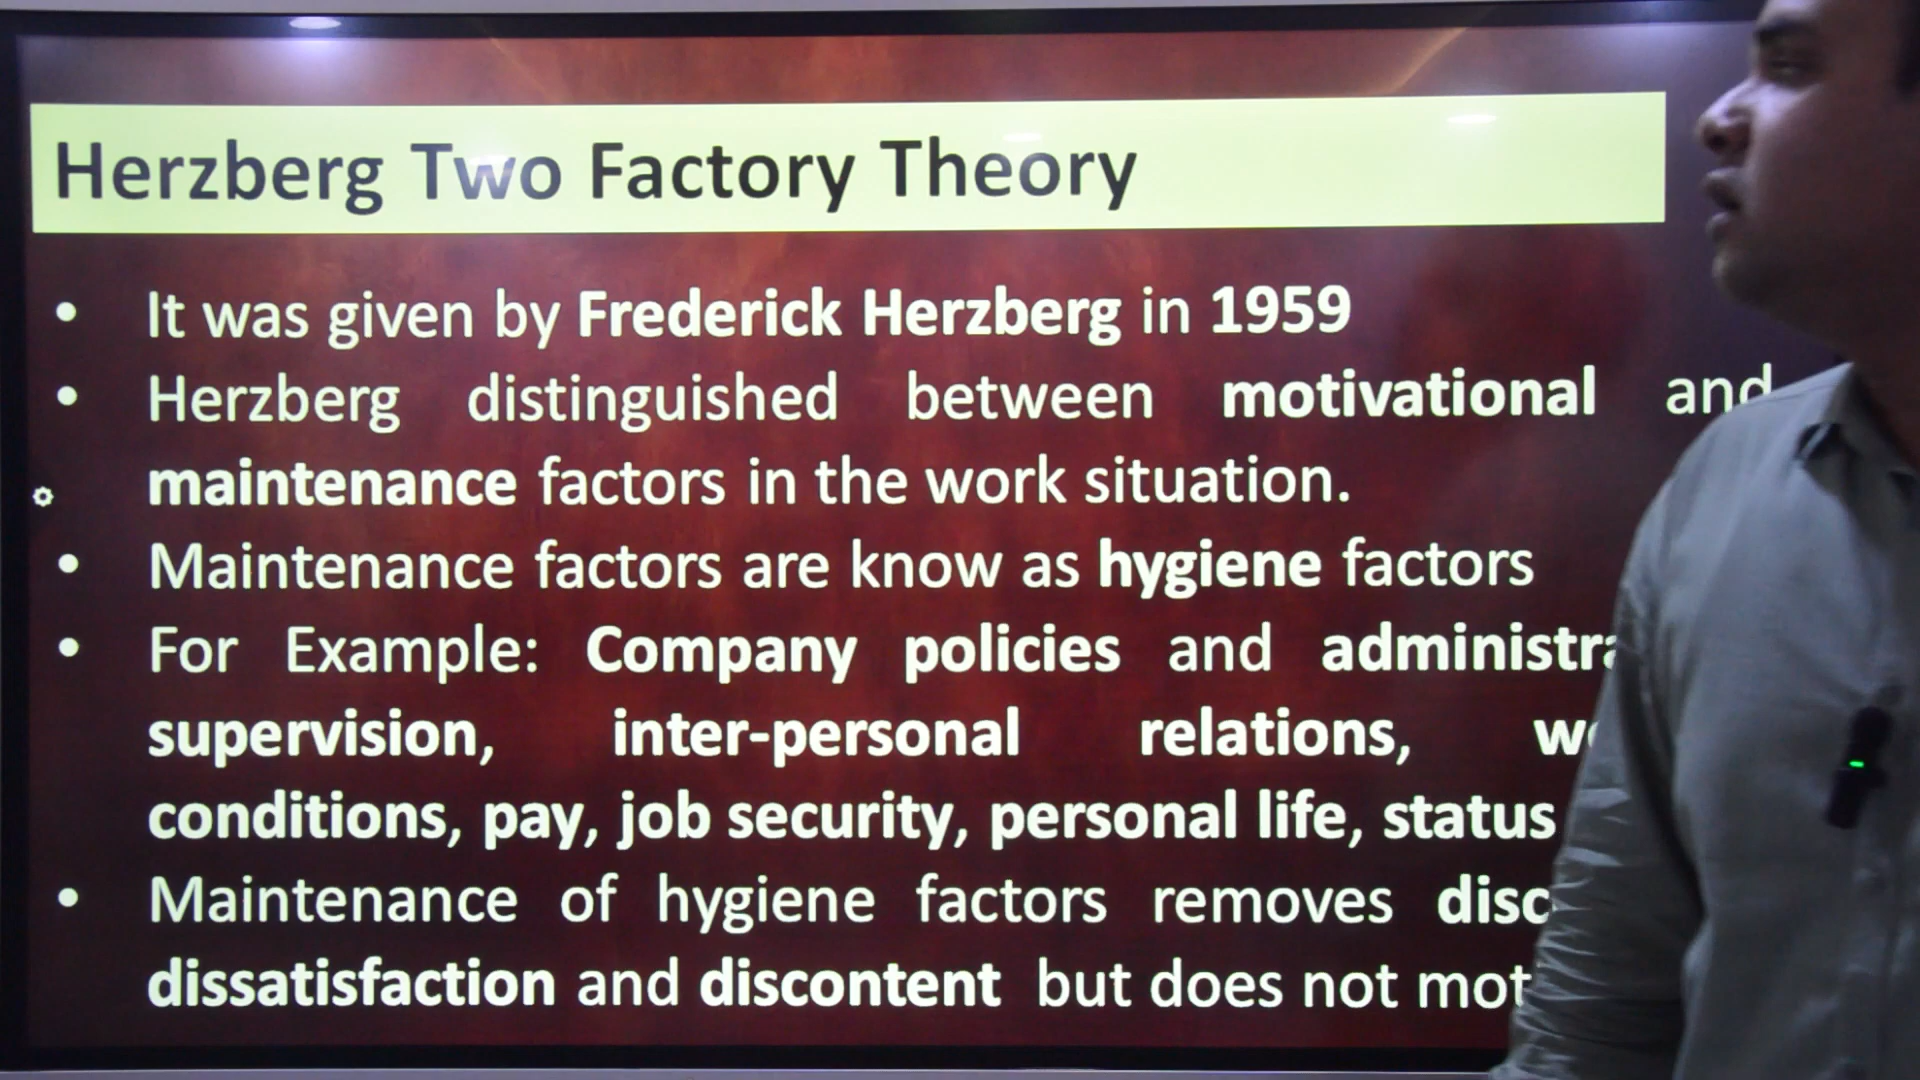 Herzberg Two Factory Theory
• It was given by Frederick Herzberg in 1959
• Herzberg distinguished between motivational and
maintenance factors in the work situation.
• Maintenance factors are know as hygiene factors
• For Example: Company policies and
supervision, inter-personal relations,
conditions, pay, job security, personal life, status
• Maintenance of hygiene factors removes
dissatisfaction and discontent but does not